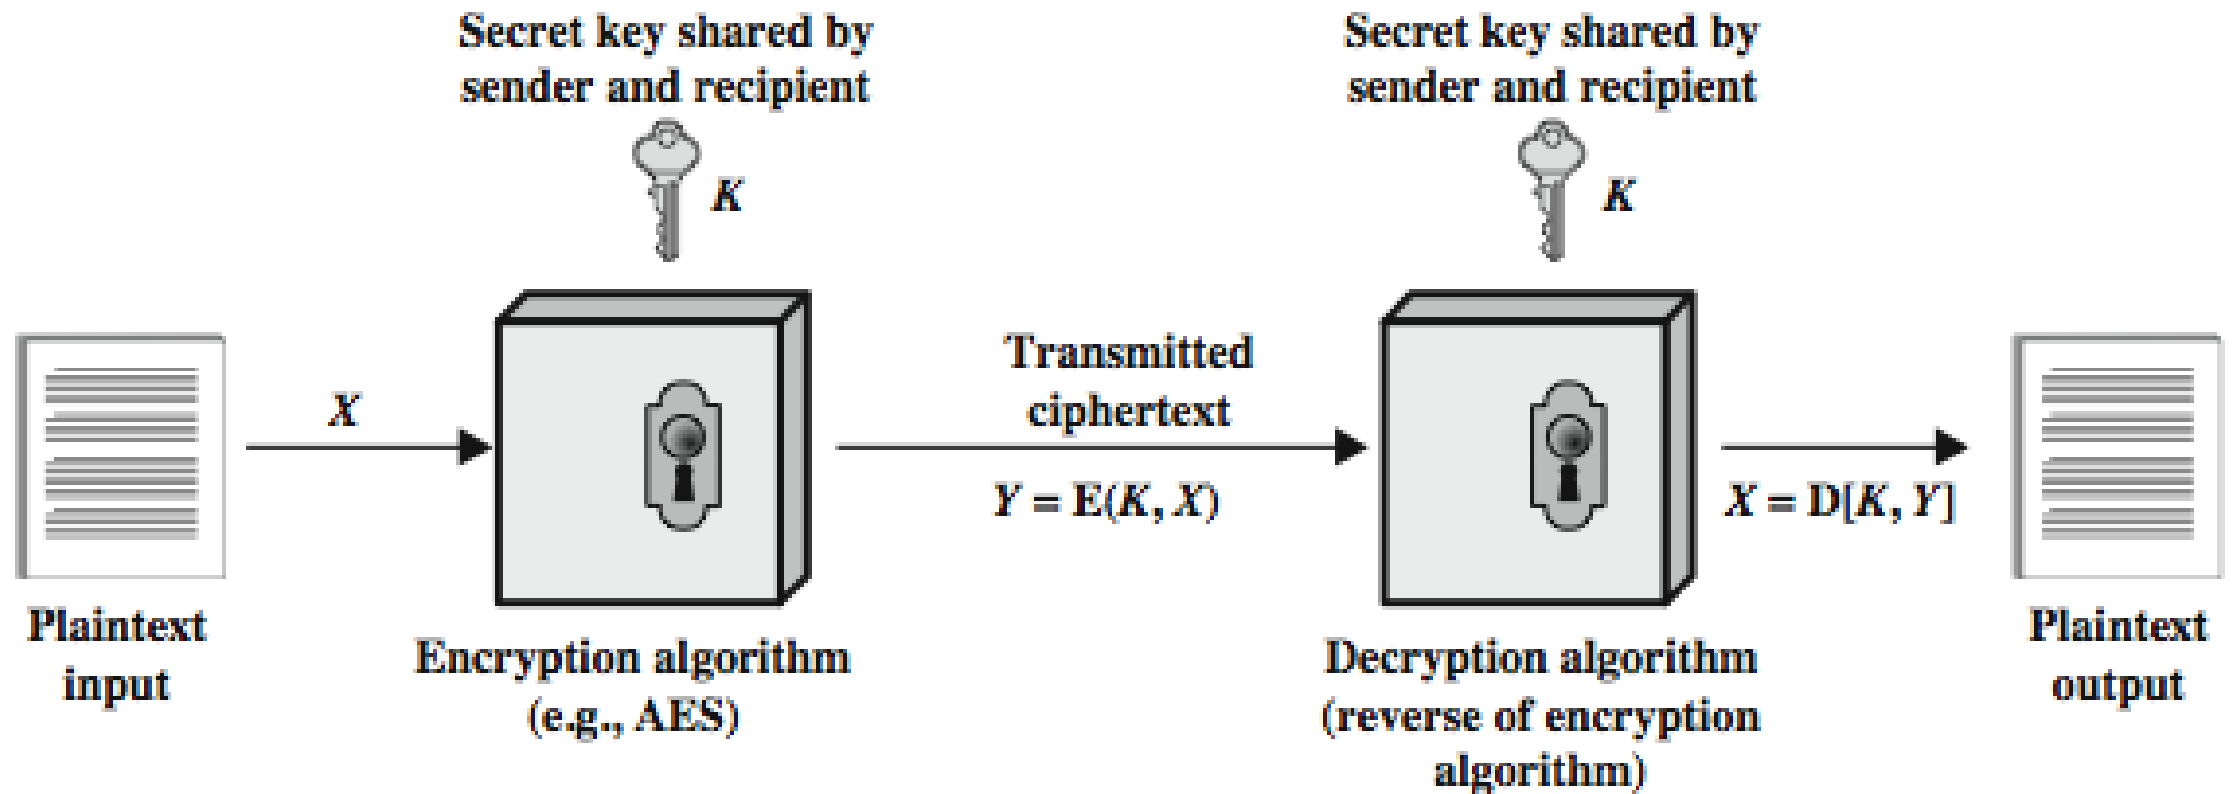 Secret key shared by
sender and recipient
K
Secret key shared by
sender and recipient
K
X
Transmitted
ciphertext
Y = E(K, X)
X = D[K, Y]
Plaintext
input
Encryption algorithm
(e.g., AES)
Decryption algorithm
(reverse of encryption
algorithm)
Plaintext
output